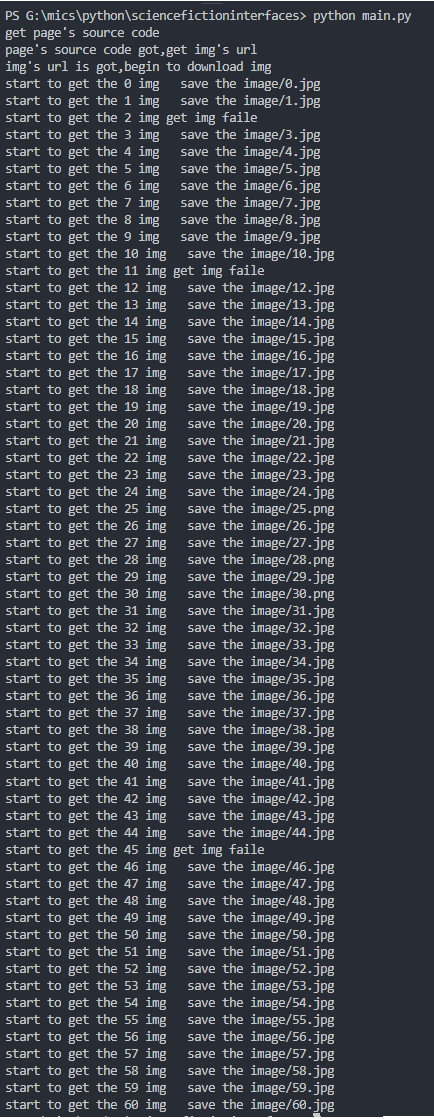 PS G:\mics\python\sciencefictioninterfaces> python main.py
get page's source code
page's source code got,get img's url
img's url is got,begin to download img
start to get the 0 img   save the image/0.jpg
start to get the 1 img   save the image/1.jpg
start to get the 2 img get img faile
start to get the 3 img   save the image/3.jpg
start to get the 4 img   save the image/4.jpg
start to get the 5 img   save the image/5.jpg
start to get the 6 img   save the image/6.jpg
start to get the 7 img   save the image/7.jpg
start to get the 8 img   save the image/8.jpg
start to get the 9 img   save the image/9.jpg
start to get the 10 img   save the image/10.jpg
start to get the 11 img get img faile
start to get the 12 img   save the image/12.jpg
start to get the 13 img   save the image/13.jpg
start to get the 14 img   save the image/14.jpg
start to get the 15 img   save the image/15.jpg
start to get the 16 img   save the image/16.jpg
start to get the 17 img   save the image/17.jpg
start to get the 18 img   save the image/18.jpg
start to get the 19 img   save the image/19.jpg
start to get the 20 img   save the image/20.jpg
start to get the 21 img   save the image/21.jpg
start to get the 22 img   save the image/22.jpg
start to get the 23 img   save the image/23.jpg
start to get the 24 img   save the image/24.jpg
start to get the 25 img   save the image/25.png
start to get the 26 img   save the image/26.jpg
start to get the 27 img   save the image/27.jpg
start to get the 28 img   save the image/28.png
start to get the 29 img   save the image/29.jpg
start to get the 30 img   save the image/30.png
start to get the 31 img   save the image/31.jpg
start to get the 32 img   save the image/32.jpg
start to get the 33 img   save the image/33.jpg
start to get the 34 img   save the image/34.jpg
start to get the 35 img   save the image/35.jpg
start to get the 36 img   save the image/36.jpg
start to get the 37 img   save the image/37.jpg
start to get the 38 img   save the image/38.jpg
start to get the 39 img   save the image/39.jpg
start to get the 40 img   save the image/40.jpg
start to get the 41 img   save the image/41.jpg
start to get the 42 img   save the image/42.jpg
start to get the 43 img   save the image/43.jpg
start to get the 44 img   save the image/44.jpg
start to get the 45 img get img faile
start to get the 46 img   save the image/46.jpg
start to get the 47 img   save the image/47.jpg
start to get the 48 img   save the image/48.jpg
start to get the 49 img   save the image/49.jpg
start to get the 50 img   save the image/50.jpg
start to get the 51 img   save the image/51.jpg
start to get the 52 img   save the image/52.jpg
start to get the 53 img   save the image/53.jpg
start to get the 54 img   save the image/54.jpg
start to get the 55 img   save the image/55.jpg
start to get the 56 img   save the image/56.jpg
start to get the 57 img   save the image/57.jpg
start to get the 58 img   save the image/58.jpg
start to get the 59 img   save the image/59.jpg
start to get the 60 img   save the image/60.jpg